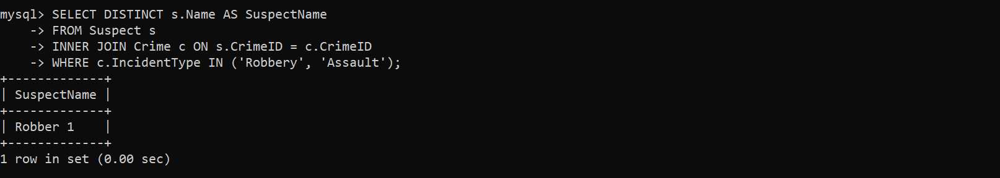 mysql> SELECT DISTINCT s.Name AS SuspectName
    -> FROM Suspect s
    -> INNER JOIN Crime c ON s.CrimeID = c.CrimeID
    -> WHERE c.IncidentType IN ('Robbery', 'Assault');
+-------------+
| SuspectName |
+-------------+
| Robber 1    |
+-------------+
1 row in set (0.00 sec)